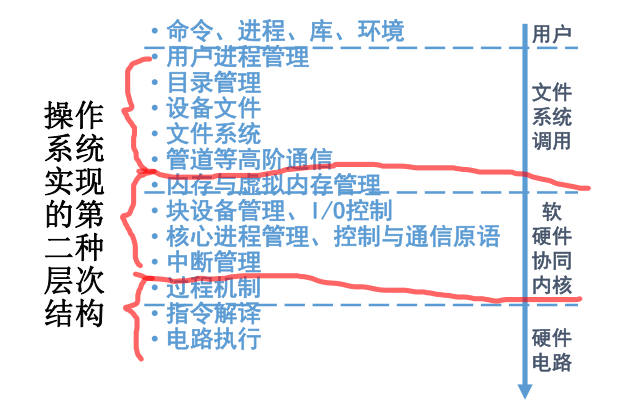 操作
系统
实现
的第
二种
层次
结构
• 命令、进程、库、环境
• 用户进程管理
• 目录管理
• 设备文件
• 文件系统
• 管道等高阶通信
• 内存与虚拟内存管理
• 块设备管理、I/O控制
• 核心进程管理、控制与通信原语
• 中断管理
• 过程机制
• 指令解译
• 电路执行
用户
文件
系统
调用
软
硬件
协同
内核
硬件
电路